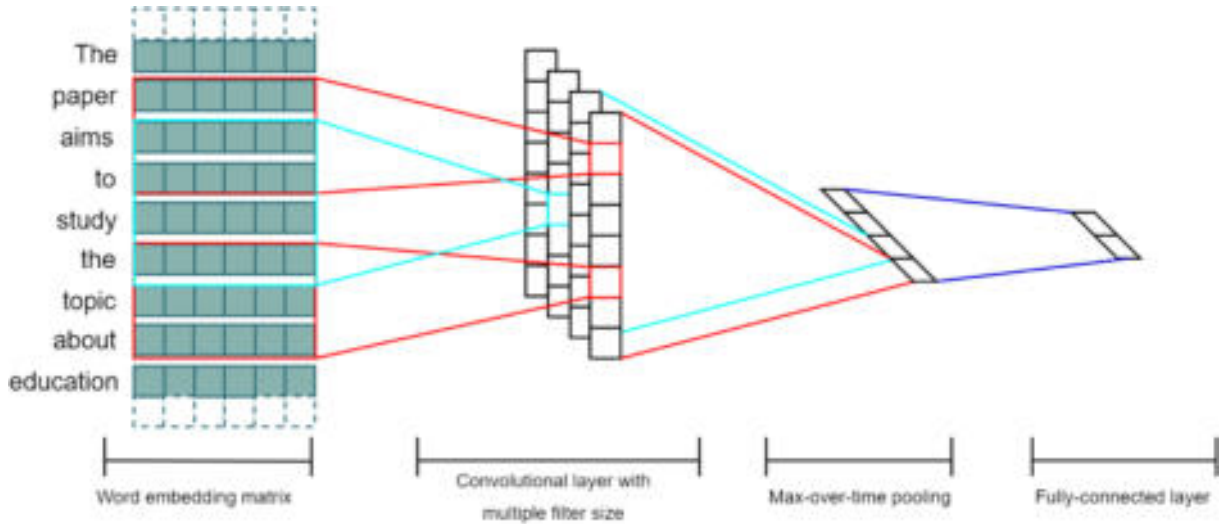 The
paper
aims
to
study
the
topic
about
education
Word embedding matrix
Convolutional layer with
multiple filter size
Max-over-time pooling
Fully-connected layer